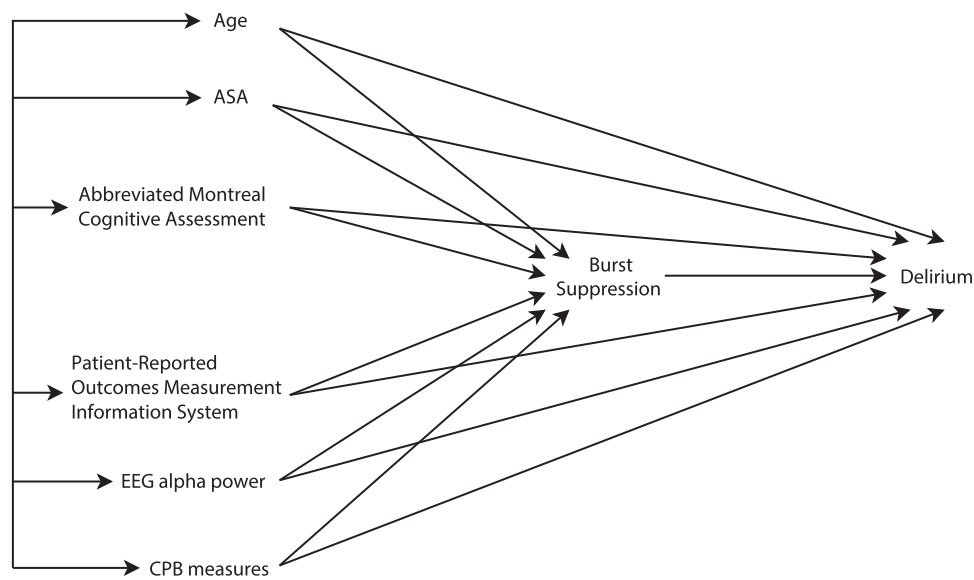 Age
ASA
Abbreviated Montreal
Cognitive Assessment
Burst
Suppression
Delirium
Patient-Reported
Outcomes Measurement
Information System
EEG alpha power
CPB measures